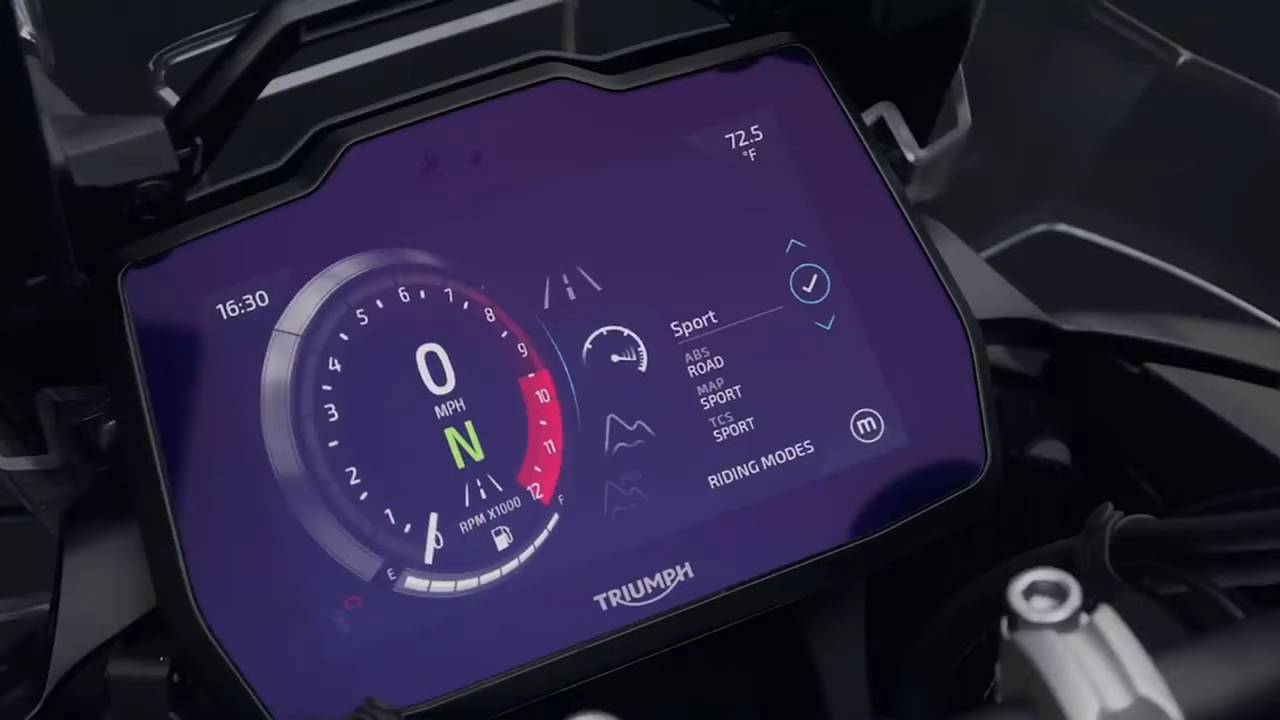 72.5
°F
16:30
6
7
5
8
4
9
3
10
2
11
1
12
0
0
MPH
N
RPM X1000
E
F
Sport
ABS
ROAD
MAP
SPORT
TCS
SPORT
m
RIDING MODES
TRIUMPH